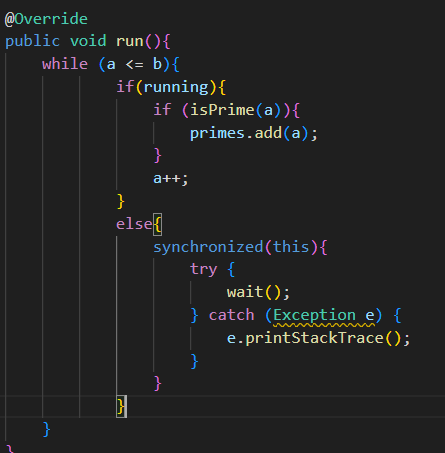 @Override
public void run(){
    while (a <= b){
            if(running){
                if (isPrime(a)){
                    primes.add(a);
                }
                a++;
            }
            else{
                synchronized(this){
                    try {
                        wait();
                    } catch (Exception e) {
                        e.printStackTrace();
                    }
                }
            }
    }
}